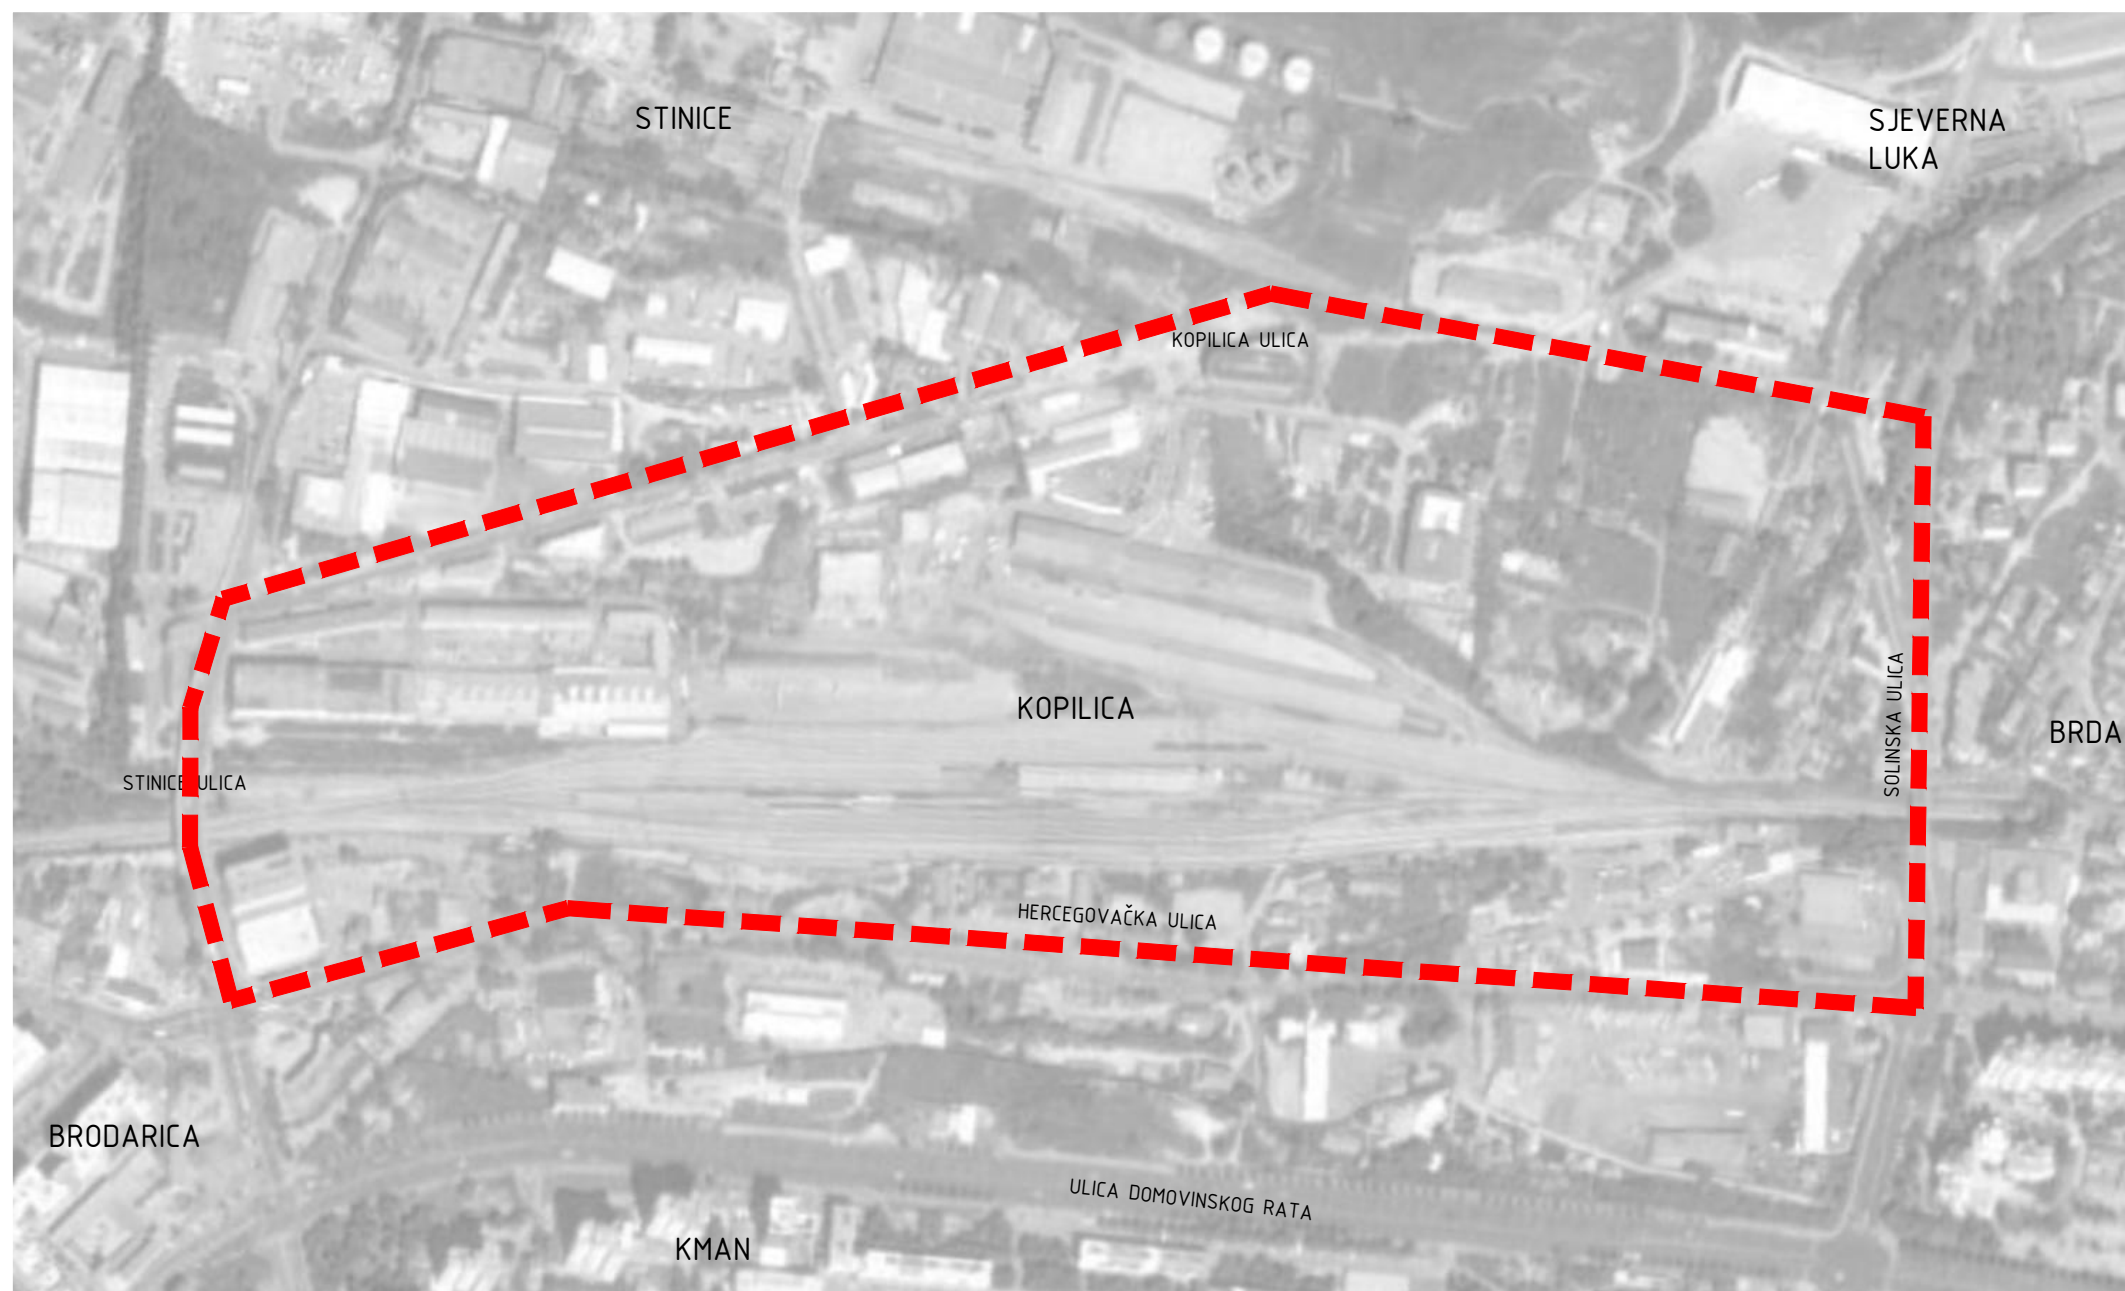 STINICE
SJEVERNA
LUKA
KOPILICA ULICA
SOLINSKA ULICA
KOPILICA
BRDA
STINICE ULICA
HERCEGOVAČKA ULICA
BRODARICA
ULICA DOMOVINSKOG RATA
KMAN